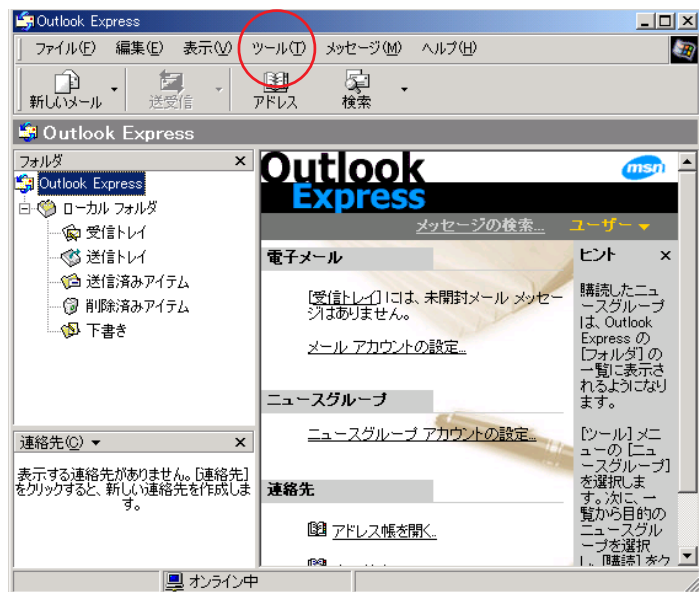 Outlook Express
ファイル(F) 編集(E) 表示(V) ツール(T) メッセージ(M) ヘルプ(H)
新しいメール 送受信 アドレス 検索
Outlook Express
フォルダ
Outlook Express
ローカル フォルダ
受信トレイ
送信トレイ
送信済みアイテム
削除済みアイテム
下書き
連絡先(C)
表示する連絡先がありません。[連絡先]
をクリックすると、新しい連絡先を作成しま
す。
Outlook
Express
msn
メッセージの検索... ユーザー
電子メール
[受信トレイ] には、未開封メール メッセー
ジはありません。
メール アカウントの設定...
ニュースグループ
ニュースグループ アカウントの設定...
連絡先
アドレス帳を開く...
ヒント
購読したニュ
ースグループ
は、Outlook
Express の
[フォルダ] の
一覧に表示さ
れるようになり
ます。
[ツール] メニ
ューの [ニュ
ースグループ]
を選択しま
す。次に、一
覧から目的の
ニュースグル
ープを選択
し、[購読] をク
オンライン中